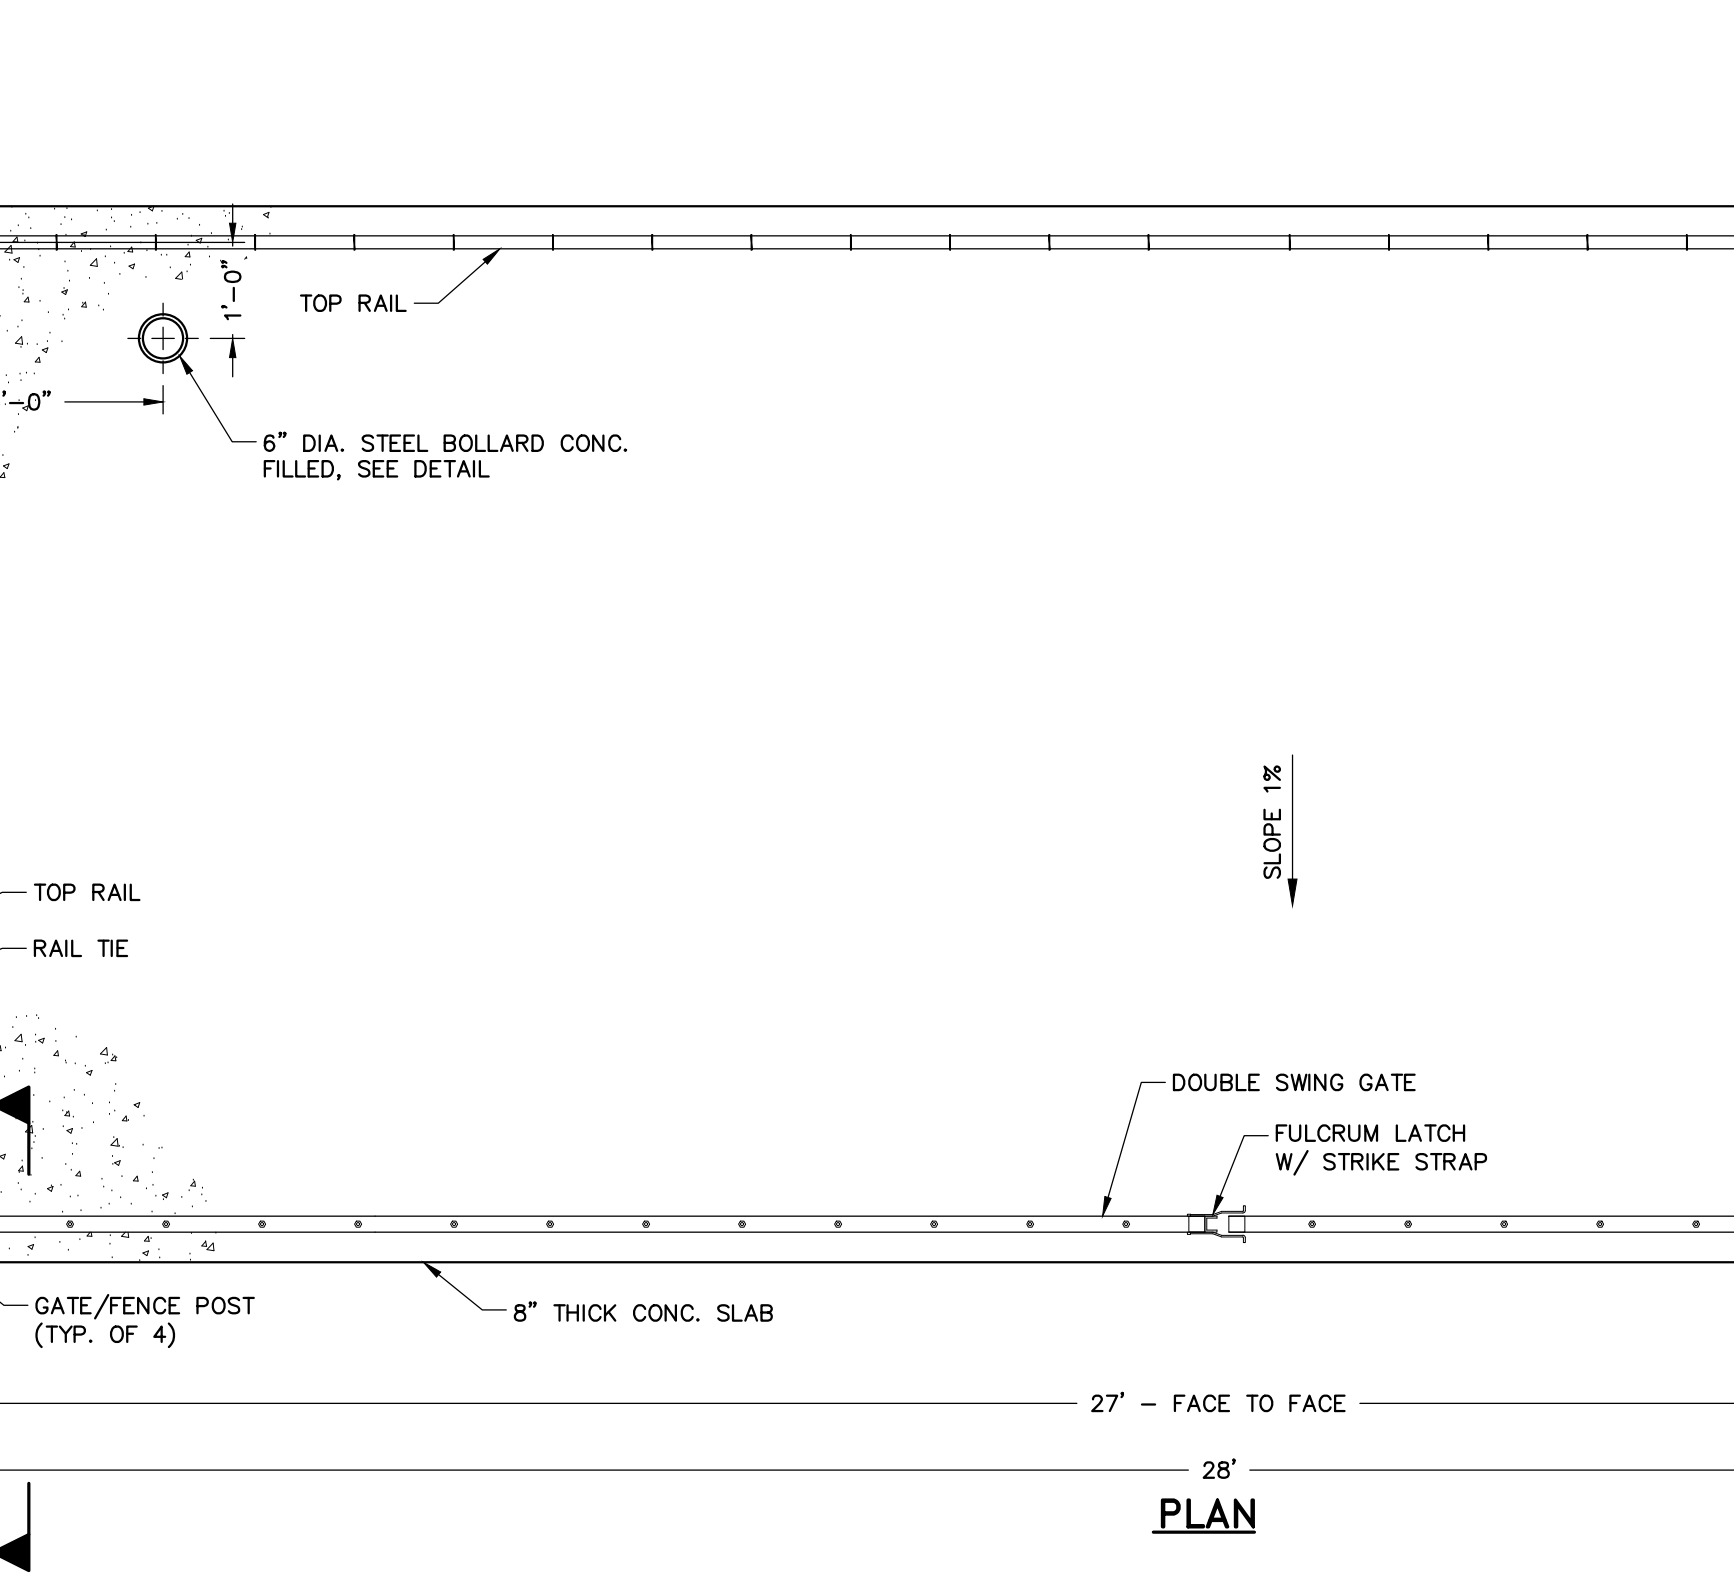 1'-0"
TOP RAIL
'-0"
6" DIA. STEEL BOLLARD CONC.
FILLED, SEE DETAIL
SLOPE 1%
TOP RAIL
RAIL TIE
DOUBLE SWING GATE
FULCRUM LATCH
W/ STRIKE STRAP
GATE/FENCE POST
(TYP. OF 4)
8" THICK CONC. SLAB
27' - FACE TO FACE
28'
PLAN